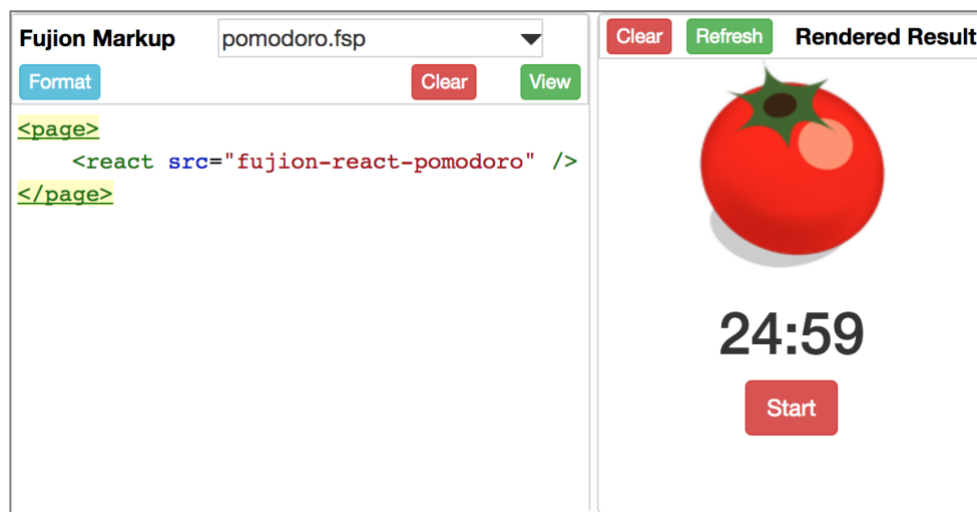 Fujion Markup pomodoro.fsp
Format Clear View
<page>
    <react src="fujion-react-pomodoro" />
</page>
Clear Refresh Rendered Result
24:59
Start